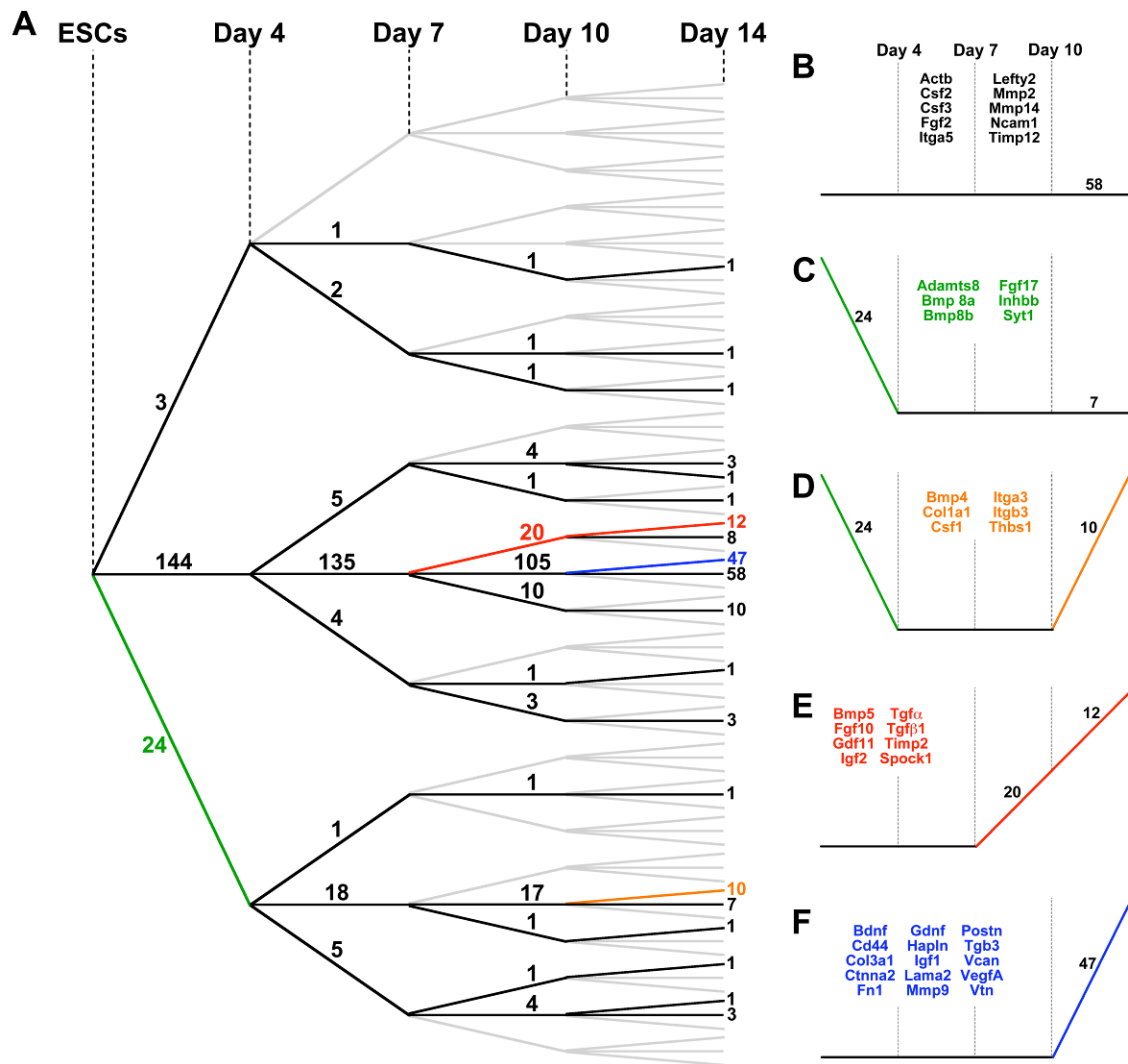 A
ESCs Day 4 Day 7 Day 10 Day 14
1
1
1
2
1
1
1
1
3
4
3
1
1
1
5
20
12
8
144
135
105
47
58
10
10
4
1
1
3
3
24
1
1
1
18
17
10
7
1
1
5
1
1
4
1
3
B
Day 4 Day 7 Day 10
Actb Lefty2
Csf2 Mmp2
Csf3 Mmp14
Fgf2 Ncam1
Itga5 Timp12
58
C
Adamts8 Fgf17
Bmp 8a Inhbb
Bmp8b Syt1
24
7
D
Bmp4 Itga3
Col1a1 Itgb3
Csf1 Thbs1
24
10
E
Bmp5 Tgfα
Fgf10 Tgfβ1
Gdf11 Timp2
Igf2 Spock1
12
20
F
Bdnf Gdnf Postn
Cd44 Hapln Tgb3
Col3a1 Igf1 Vcan
Ctnna2 Lama2 VegfA
Fn1 Mmp9 Vtn
47